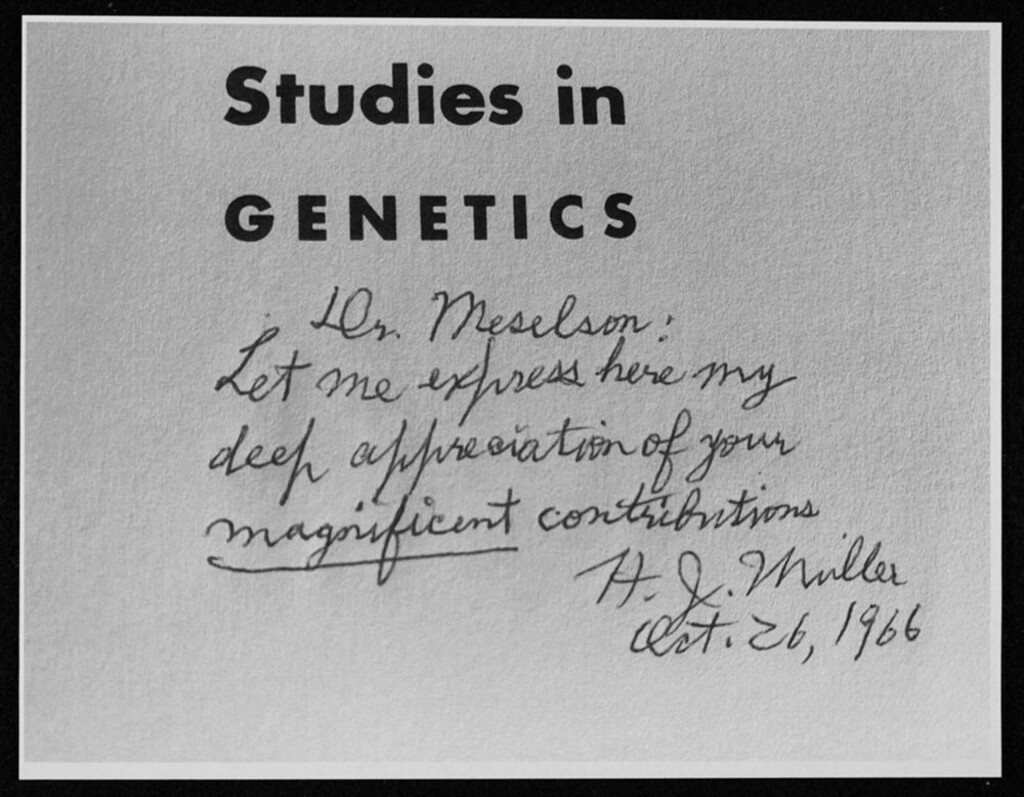 Studies in
GENETICS
Dr. Meselson:
Let me express here my
deep appreciation of your
magnificent contributions
H. J. Muller
Oct. 26, 1966